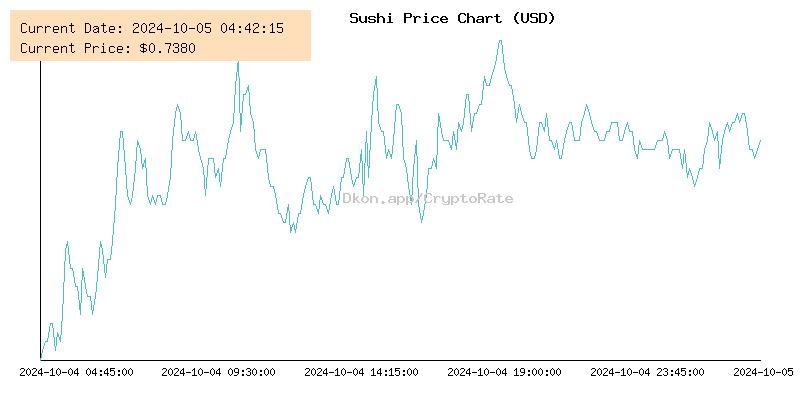 Sushi Price Chart (USD)
Current Date: 2024-10-05 04:42:15
Current Price: $0.7380
Dkon.app/CryptoRate
2024-10-04 04:45:00 2024-10-04 09:30:00 2024-10-04 14:15:00 2024-10-04 19:00:00 2024-10-04 23:45:00 2024-10-05